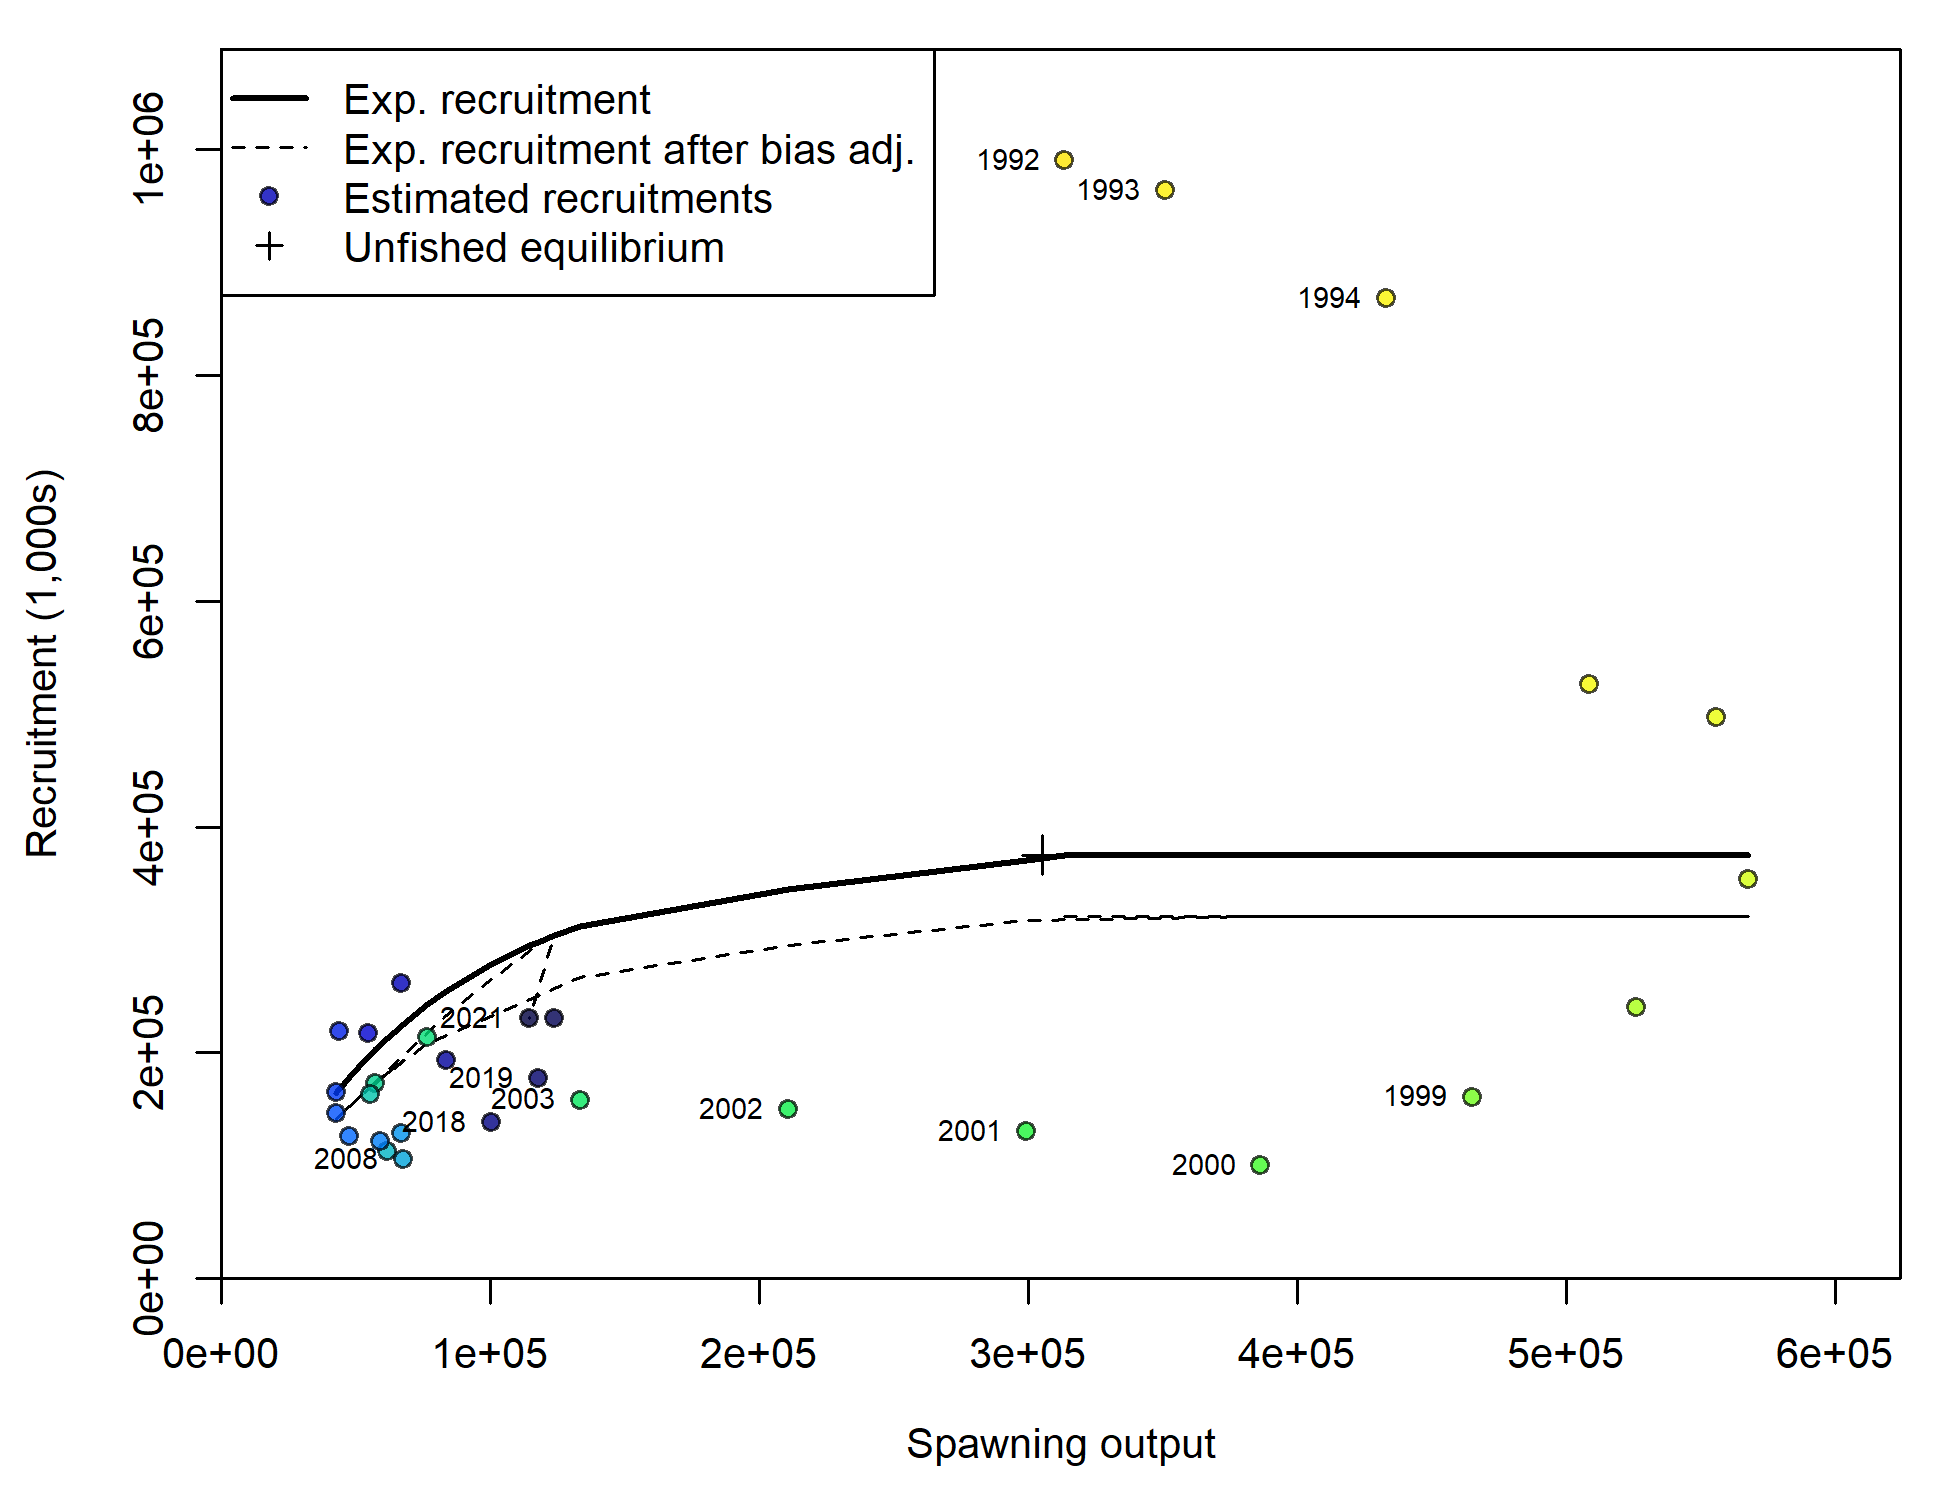 Exp. recruitment
Exp. recruitment after bias adj.
Estimated recruitments
Unfished equilibrium
1992
1993
1994
2021
2019
2003
2018
2008
2002
2001
1999
2000
Recruitment (1,000s)
1e+06
8e+05
6e+05
4e+05
2e+05
0e+00
0e+00 1e+05 2e+05 3e+05 4e+05 5e+05 6e+05
Spawning output